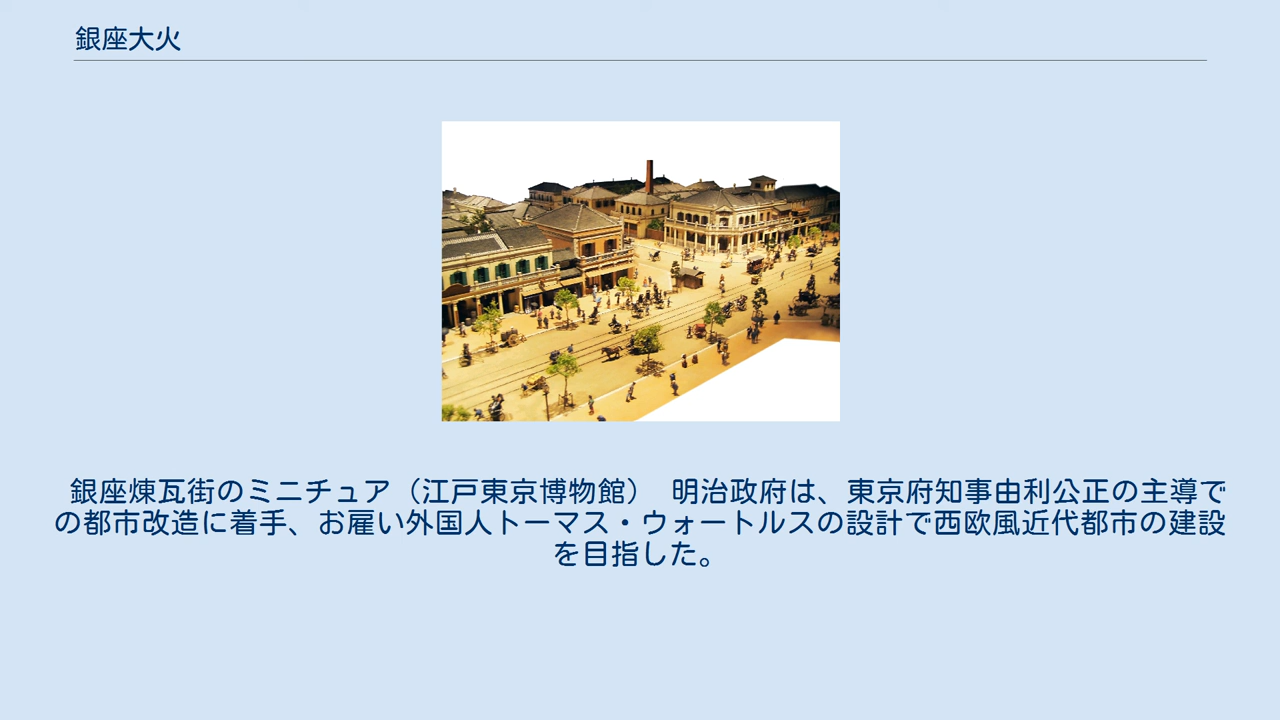 銀座大火
銀座煉瓦街のミニチュア（江戸東京博物館）　明治政府は、東京府知事由利公正の主導で
の都市改造に着手、お雇い外国人トーマス・ウォートルスの設計で西欧風近代都市の建設
を目指した。